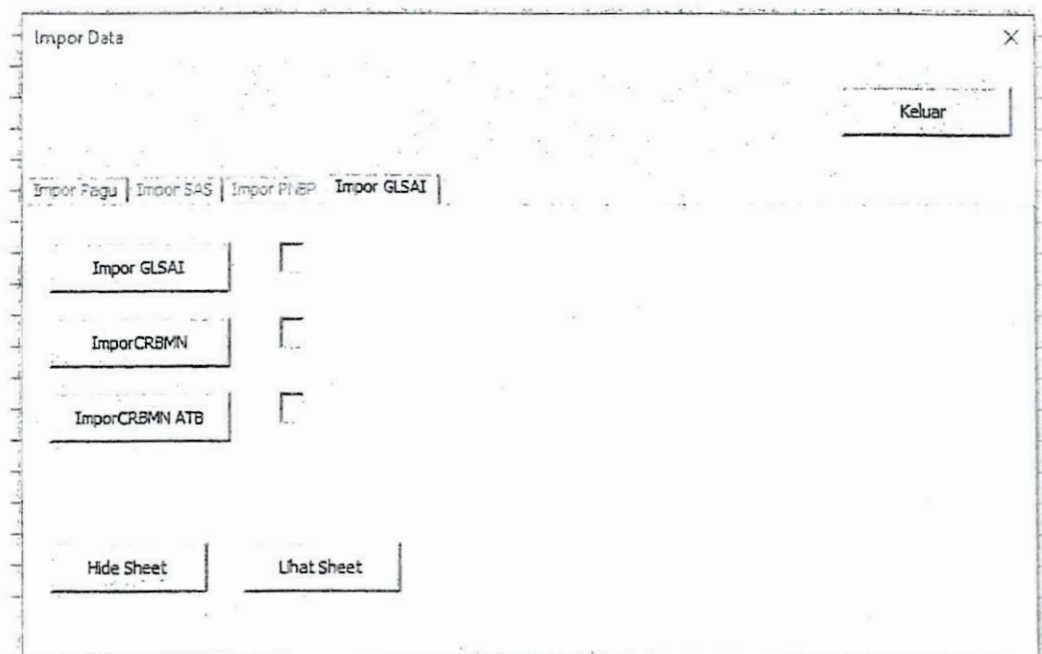 Impor Data
Keluar
Impor Pagu Impor SAS Impor PNBP Impor GLSAI
Impor GLSAI
ImporCRBMN
ImporCRBMN ATB
Hide Sheet Lihat Sheet